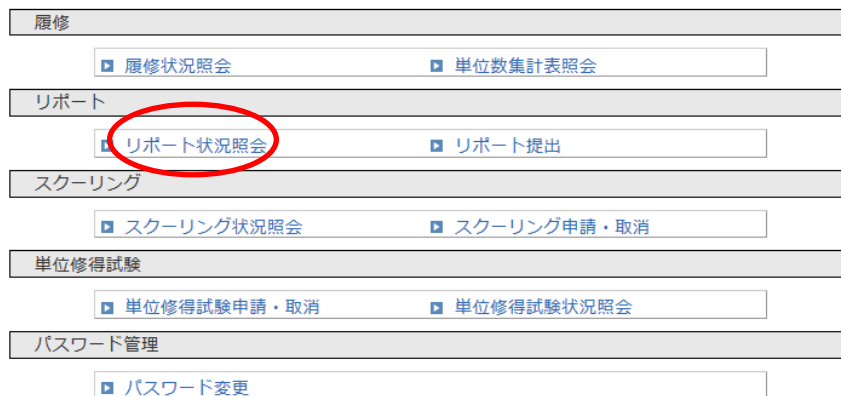 履修
履修状況照会 単位数集計表照会
リポート
リポート状況照会 リポート提出
スクーリング
スクーリング状況照会 スクーリング申請・取消
単位修得試験
単位修得試験申請・取消 単位修得試験状況照会
パスワード管理
パスワード変更